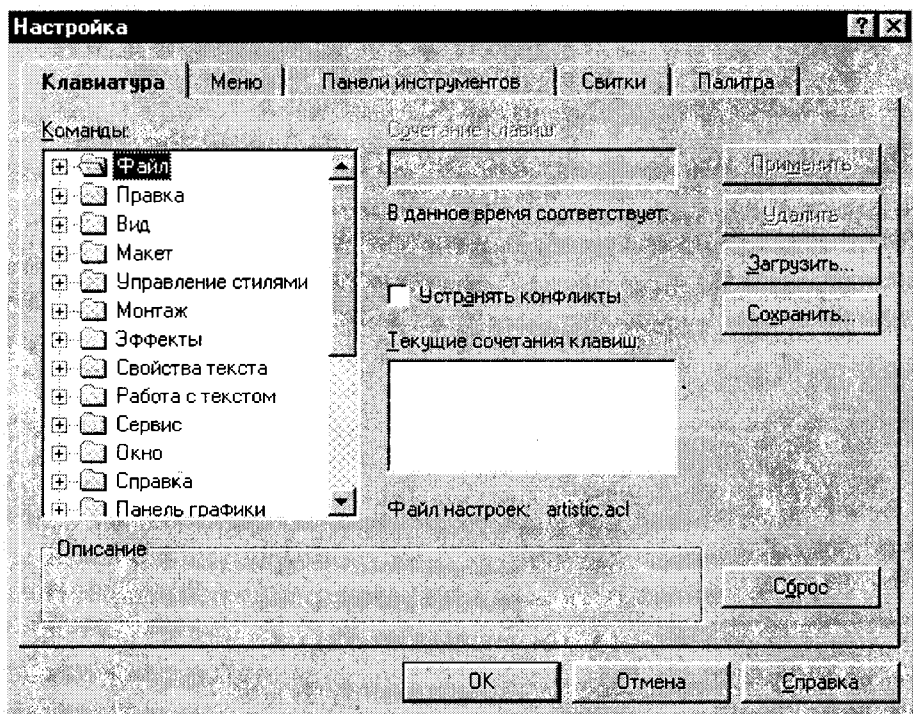 Настройка
Клавиатура
Меню
Панели инструментов
Свитки
Палитра
Команды:
Файл
Правка
Вид
Макет
Управление стилями
Монтаж
Эффекты
Свойства текста
Работа с текстом
Сервис
Окно
Справка
Панель графики
Сочетание клавиш:
В данное время соответствует:
Устранять конфликты
Текущие сочетания клавиш:
Файл настроек: artistic.acl
Применить
Удалить
Загрузить...
Сохранить...
Описание
Сброс
OK
Отмена
Справка